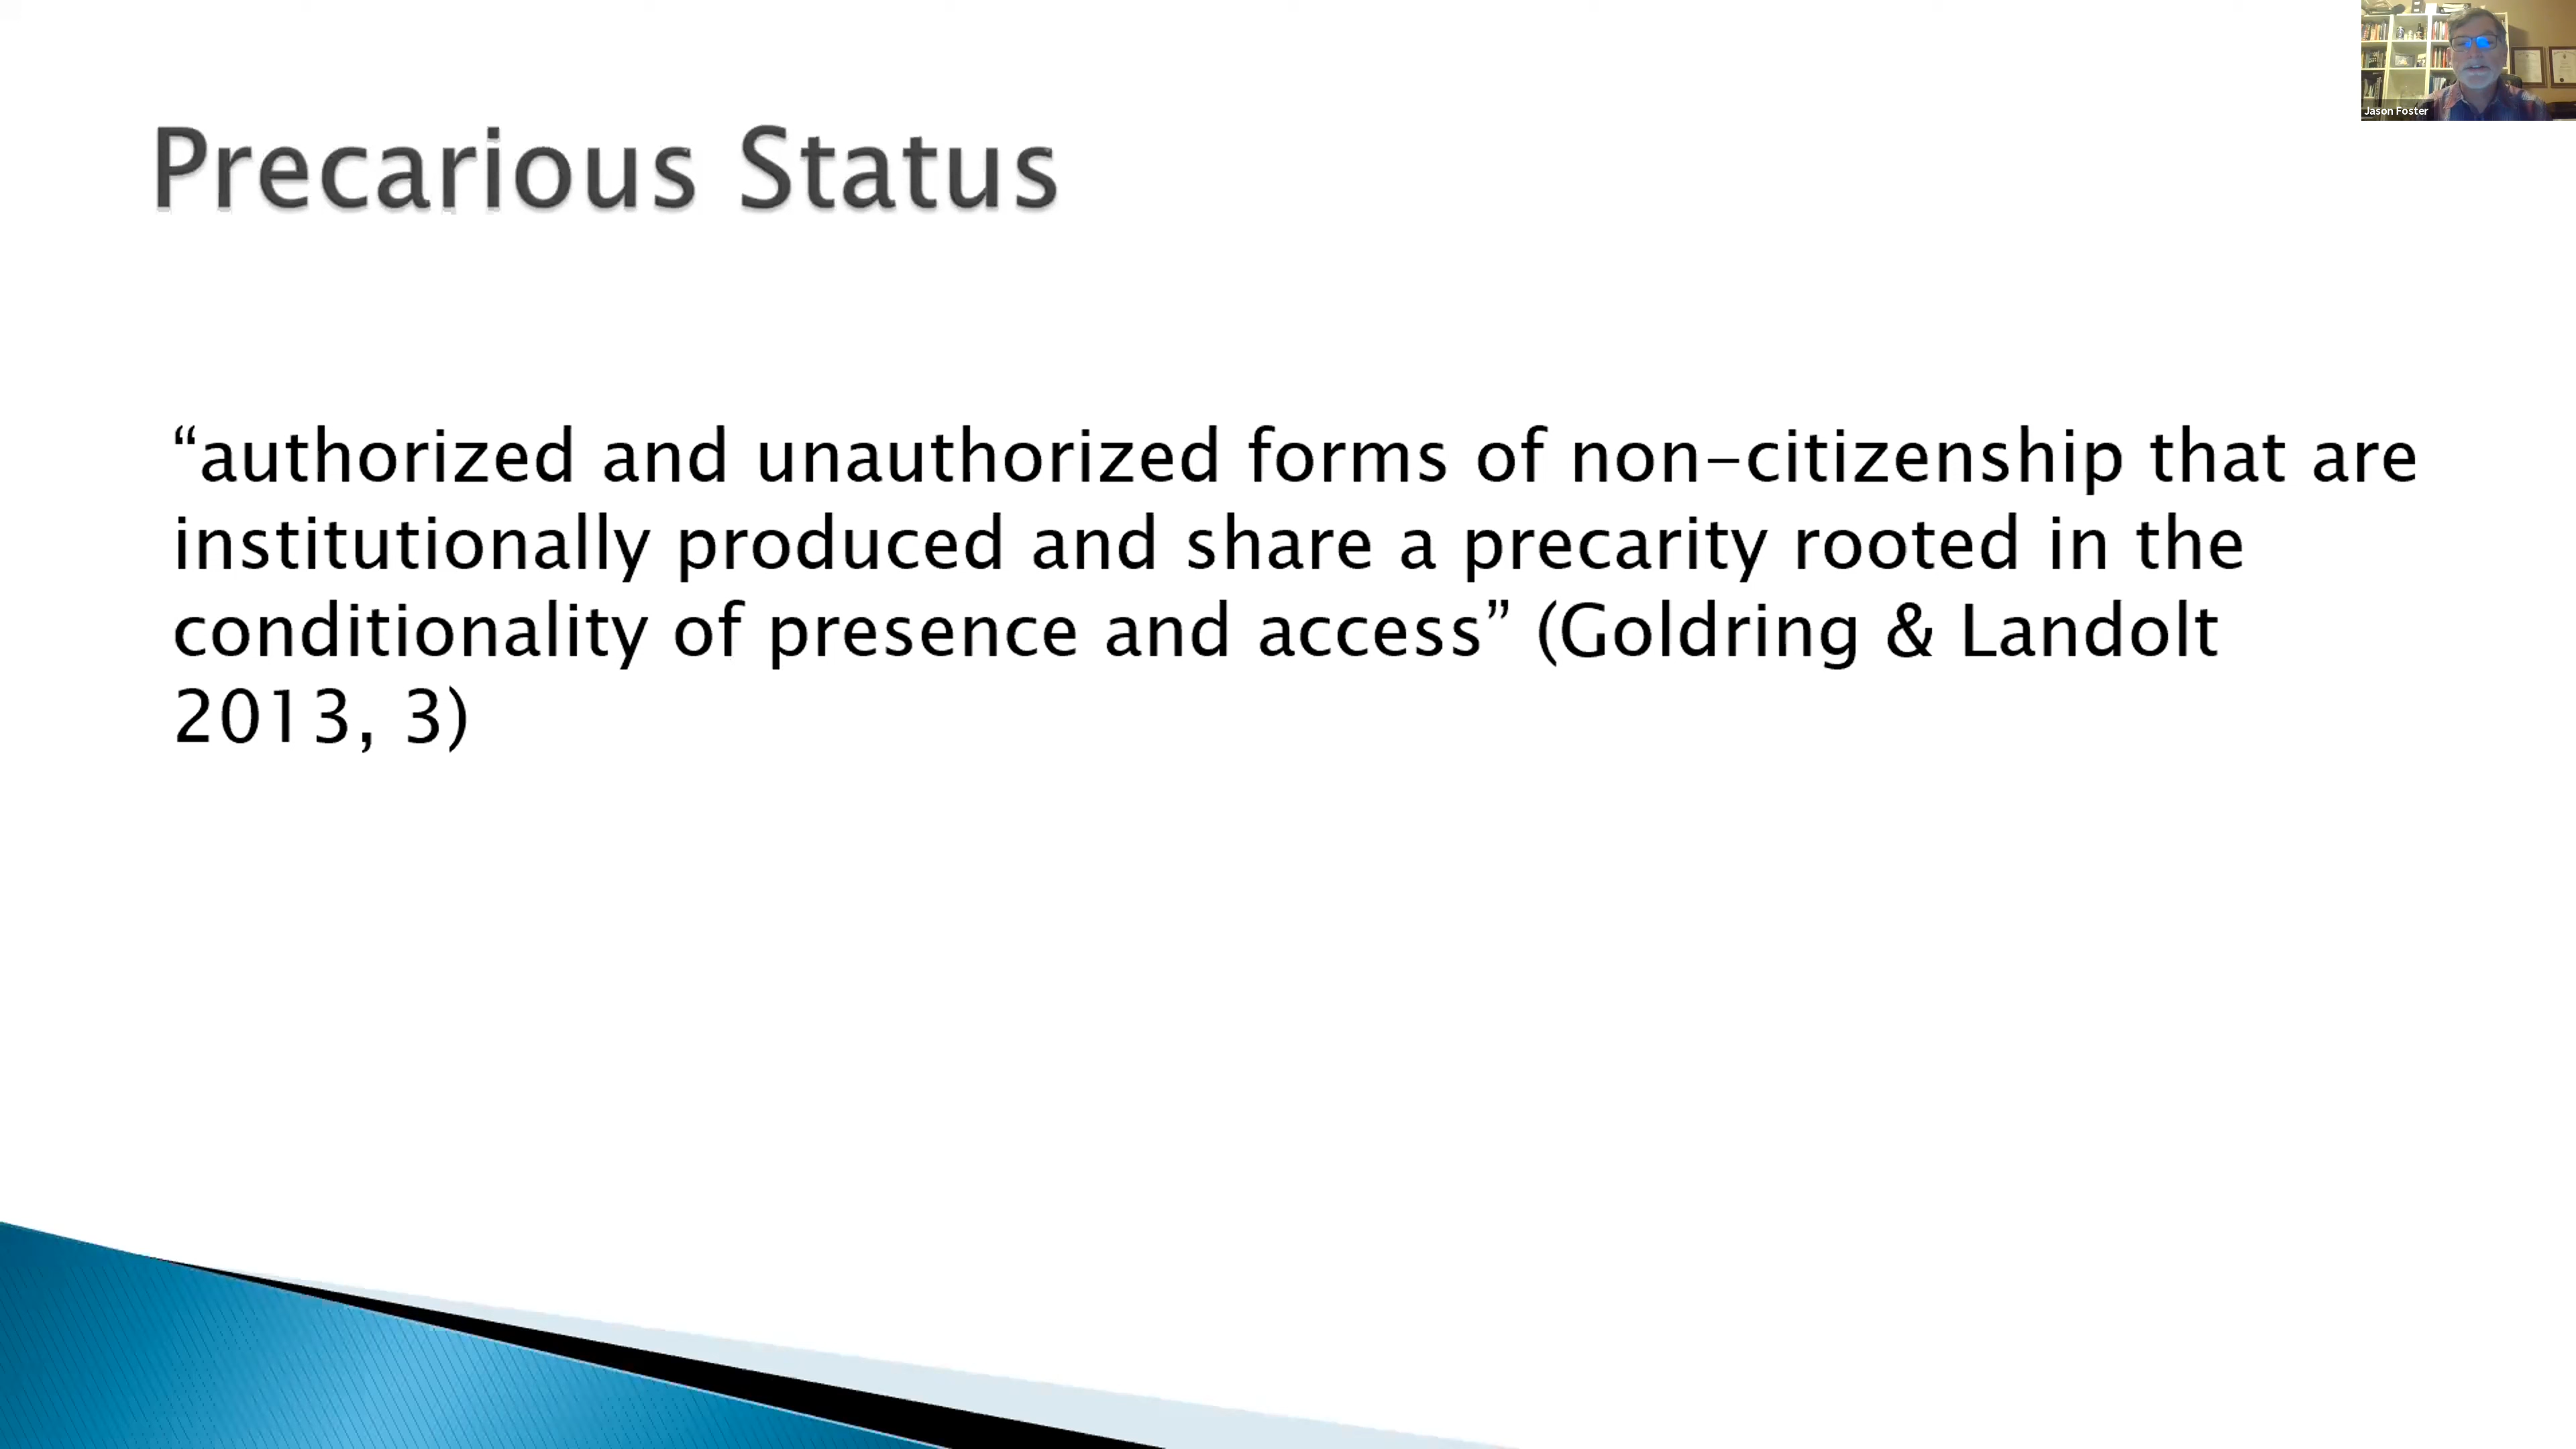 Jason Foster
Precarious Status
“authorized and unauthorized forms of non-citizenship that are
institutionally produced and share a precarity rooted in the
conditionality of presence and access” (Goldring & Landolt
2013, 3)